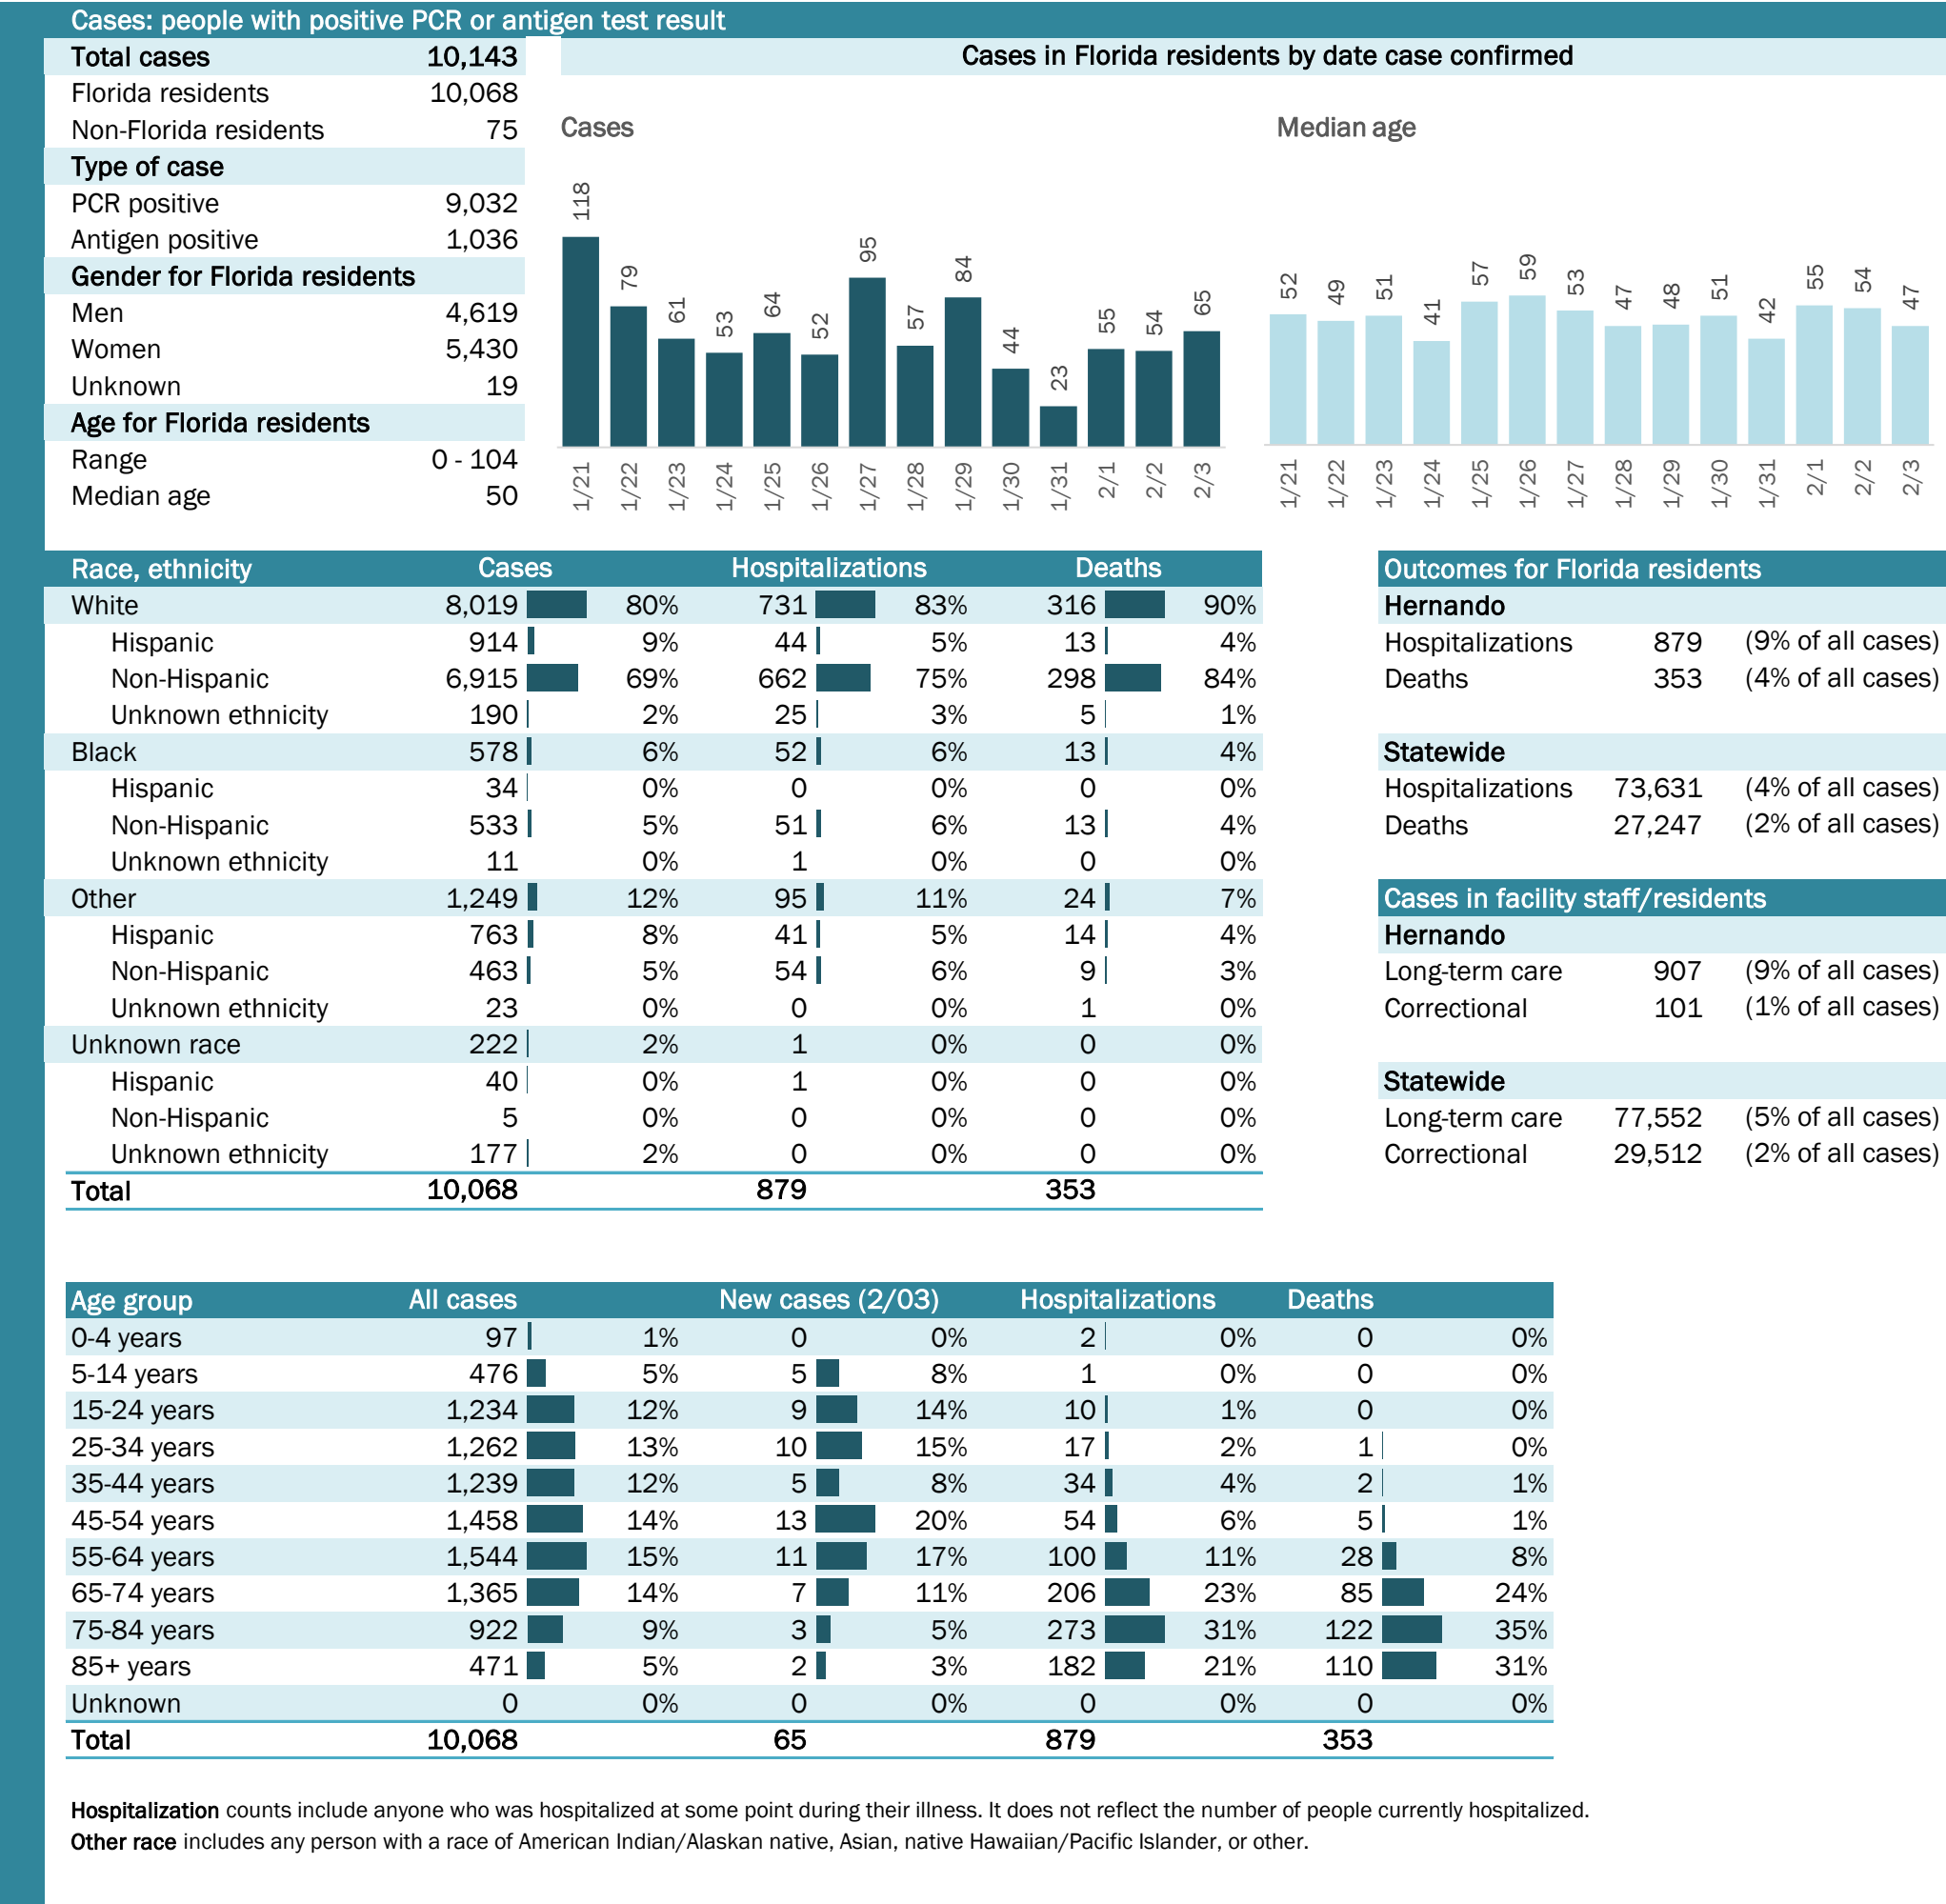 Cases: people with positive PCR or antigen test result
Total cases 10,143
Florida residents 10,068
Non-Florida residents 75
Type of case
PCR positive 9,032
Antigen positive 1,036
Gender for Florida residents
Men 4,619
Women 5,430
Unknown 19
Age for Florida residents
Range 0 - 104
Median age 50
Cases in Florida residents by date case confirmed
Cases
118 79 61 53 64 52 95 57 84 44 23 55 54 65
1/21 1/22 1/23 1/24 1/25 1/26 1/27 1/28 1/29 1/30 1/31 2/1 2/2 2/3
Median age
52 49 51 41 57 59 53 47 48 51 42 55 54 47
1/21 1/22 1/23 1/24 1/25 1/26 1/27 1/28 1/29 1/30 1/31 2/1 2/2 2/3
Race, ethnicity Cases Hospitalizations Deaths
White 8,019 80% 731 83% 316 90%
Hispanic 914 9% 44 5% 13 4%
Non-Hispanic 6,915 69% 662 75% 298 84%
Unknown ethnicity 190 2% 25 3% 5 1%
Black 578 6% 52 6% 13 4%
Hispanic 34 0% 0 0% 0 0%
Non-Hispanic 533 5% 51 6% 13 4%
Unknown ethnicity 11 0% 1 0% 0 0%
Other 1,249 12% 95 11% 24 7%
Hispanic 763 8% 41 5% 14 4%
Non-Hispanic 463 5% 54 6% 9 3%
Unknown ethnicity 23 0% 0 0% 1 0%
Unknown race 222 2% 1 0% 0 0%
Hispanic 40 0% 1 0% 0 0%
Non-Hispanic 5 0% 0 0% 0 0%
Unknown ethnicity 177 2% 0 0% 0 0%
Total 10,068 879 353
Outcomes for Florida residents
Hernando
Hospitalizations 879 (9% of all cases)
Deaths 353 (4% of all cases)
Statewide
Hospitalizations 73,631 (4% of all cases)
Deaths 27,247 (2% of all cases)
Cases in facility staff/residents
Hernando
Long-term care 907 (9% of all cases)
Correctional 101 (1% of all cases)
Statewide
Long-term care 77,552 (5% of all cases)
Correctional 29,512 (2% of all cases)
Age group All cases New cases (2/03) Hospitalizations Deaths
0-4 years 97 1% 0 0% 2 0% 0 0%
5-14 years 476 5% 5 8% 1 0% 0 0%
15-24 years 1,234 12% 9 14% 10 1% 0 0%
25-34 years 1,262 13% 10 15% 17 2% 1 0%
35-44 years 1,239 12% 5 8% 34 4% 2 1%
45-54 years 1,458 14% 13 20% 54 6% 5 1%
55-64 years 1,544 15% 11 17% 100 11% 28 8%
65-74 years 1,365 14% 7 11% 206 23% 85 24%
75-84 years 922 9% 3 5% 273 31% 122 35%
85+ years 471 5% 2 3% 182 21% 110 31%
Unknown 0 0% 0 0% 0 0% 0 0%
Total 10,068 65 879 353
Hospitalization counts include anyone who was hospitalized at some point during their illness. It does not reflect the number of people currently hospitalized.
Other race includes any person with a race of American Indian/Alaskan native, Asian, native Hawaiian/Pacific Islander, or other.